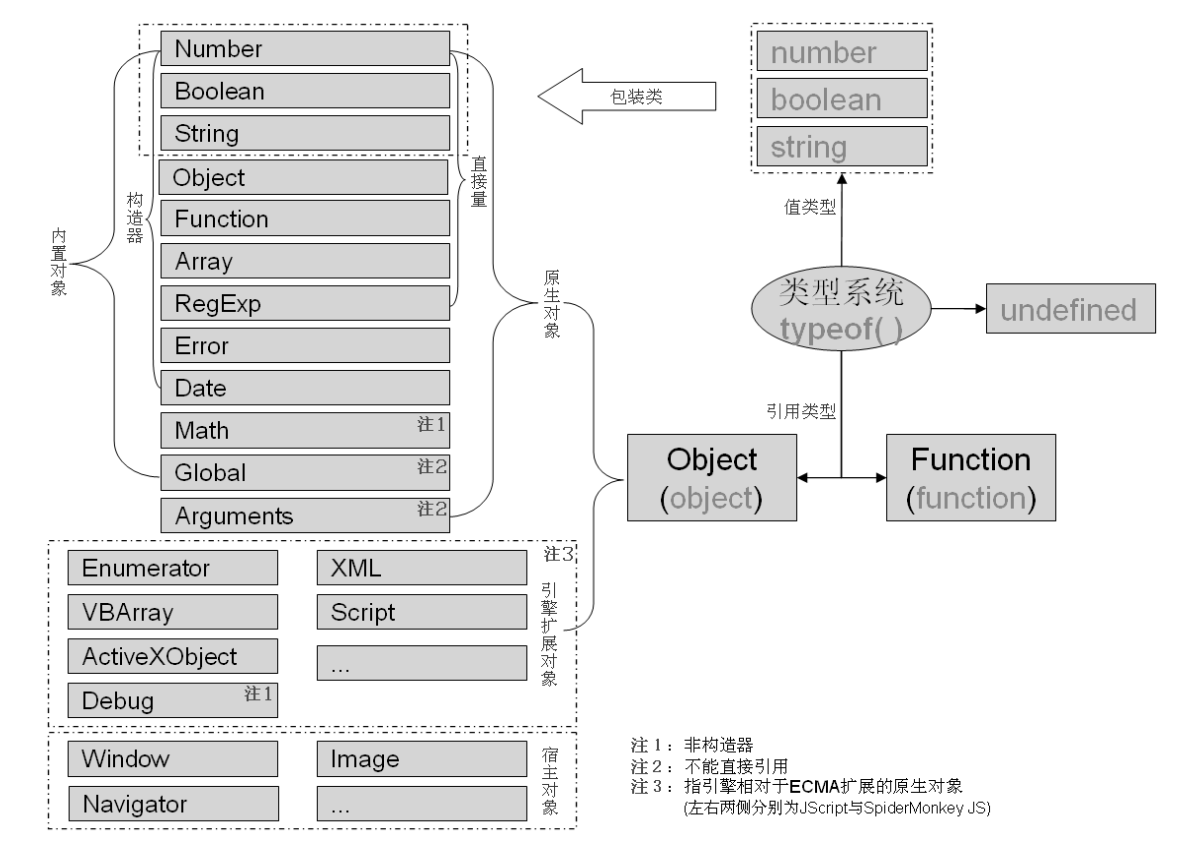 Number
Boolean
String
Object
Function
Array
RegExp
Error
Date
Math 注1
Global 注2
Arguments 注2
内置对象
构造器
直接量
原生对象
包装类
number
boolean
string
值类型
类型系统
typeof( )
undefined
引用类型
Object
(object)
Function
(function)
注3
Enumerator
XML
VBArray
Script
ActiveXObject
...
Debug 注1
引擎扩展对象
Window
Image
Navigator
...
宿主对象
注1：非构造器
注2：不能直接引用
注3：指引擎相对于ECMA扩展的原生对象
(左右两侧分别为JScript与SpiderMonkey JS)